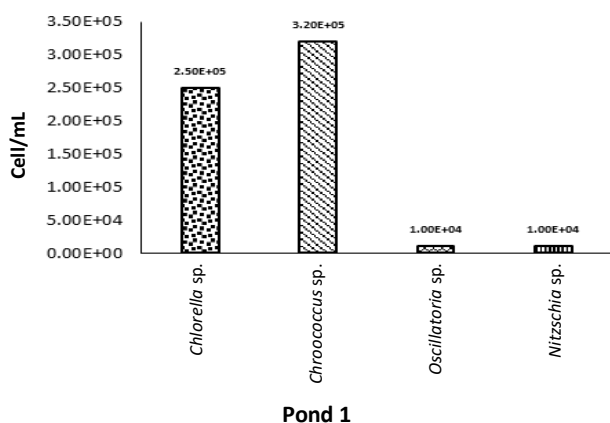 3.50E+05
3.00E+05
2.50E+05
2.00E+05
1.50E+05
1.00E+05
5.00E+04
0.00E+00
Cell/mL
2.50E+05
3.20E+05
1.00E+04
1.00E+04
Chlorella sp.
Chroococcus sp.
Oscillatoria sp.
Nitzschia sp.
Pond 1